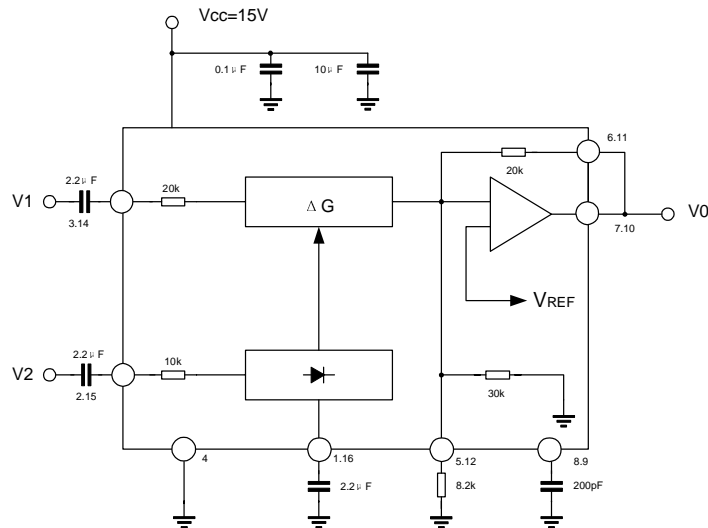 Vcc=15V
0.1μF
10μF
6.11
20k
2.2μF
V1
3.14
20k
ΔG
7.10
V0
VREF
2.2μF
V2
2.15
10k
30k
4
1.16
5.12
8.9
2.2μF
8.2k
200pF